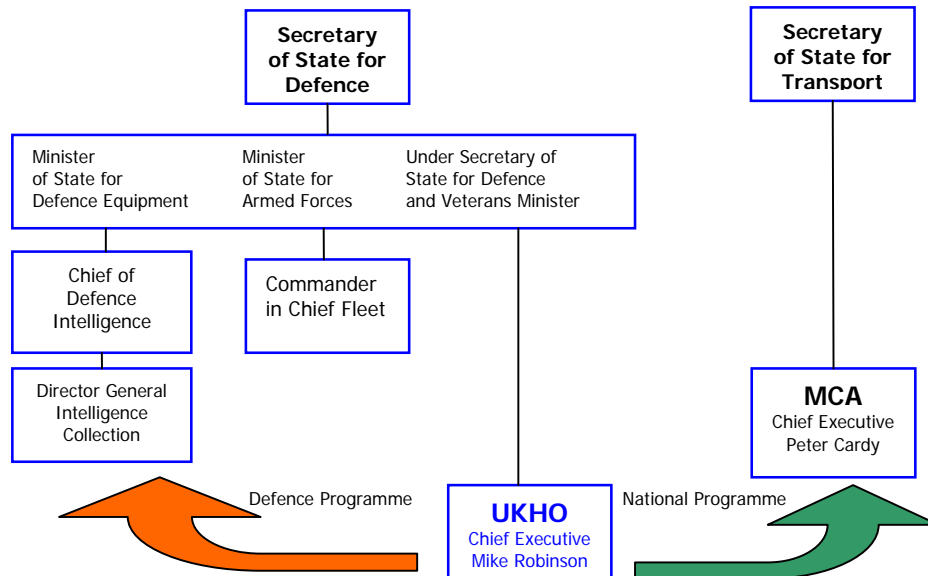 Secretary
of State for
Defence
Secretary
of State for
Transport
Minister
of State for
Defence Equipment
Minister
of State for
Armed Forces
Under Secretary of
State for Defence
and Veterans Minister
Chief of
Defence
Intelligence
Commander
in Chief Fleet
Director General
Intelligence
Collection
MCA
Chief Executive
Peter Cardy
Defence Programme
UKHO
Chief Executive
Mike Robinson
National Programme